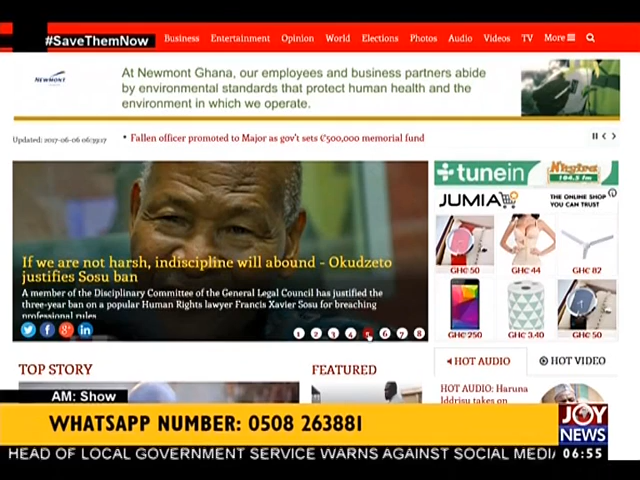 #SaveThemNow
Business Entertainment Opinion World Elections Photos Audio Videos TV More
NEWMONT
At Newmont Ghana, our employees and business partners abide
by environmental standards that protect human health and the
environment in which we operate.
Updated: 2017-06-06 06:39:17
• Fallen officer promoted to Major as gov't sets ₵500,000 memorial fund
If we are not harsh, indiscipline will abound - Okudzeto
justifies Sosu ban
A member of the Disciplinary Committee of the General Legal Council has justified the
three-year ban on a popular Human Rights lawyer Francis Xavier Sosu for breaching
professional rules
1 2 3 4 5 6 7 8
tunein
Nhyira
104.5 fm
JUMIA
THE ONLINE SHOP
YOU CAN TRUST
GH₵ 50 GH₵ 44 GH₵ 82
GH₵ 250 GH₵ 3.40 GH₵ 50
TOP STORY
FEATURED
HOT AUDIO
HOT VIDEO
HOT AUDIO: Haruna
Iddrisu takes on
AM: Show
WHATSAPP NUMBER: 0508 263881
JOY
NEWS
HEAD OF LOCAL GOVERNMENT SERVICE WARNS AGAINST SOCIAL MEDI
06:55